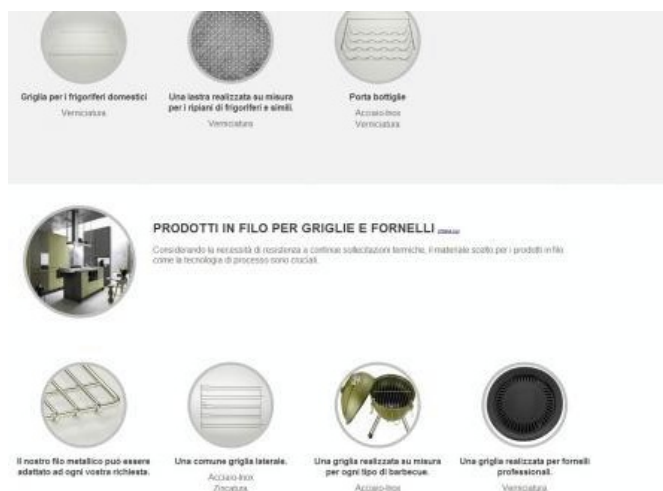 Griglia per i frigoriferi domestici
Verniciatura
Una lastra realizzata su misura
per i ripiani di frigoriferi e simili.
Verniciatura
Porta bottiglie
Acciaio-Inox
Verniciatura
PRODOTTI IN FILO PER GRIGLIE E FORNELLI
Considerando la necessità di resistenza a continue sollecitazioni termiche, il materiale scelto per i prodotti in filo
come la tecnologia di processo sono cruciali.
Il nostro filo metallico può essere
adattato ad ogni vostra richiesta.
Una comune griglia laterale.
Acciaio-Inox
Zincatura
Una griglia realizzata su misura
per ogni tipo di barbecue.
Acciaio-Inox
Una griglia realizzata per fornelli
professionali.
Verniciatura